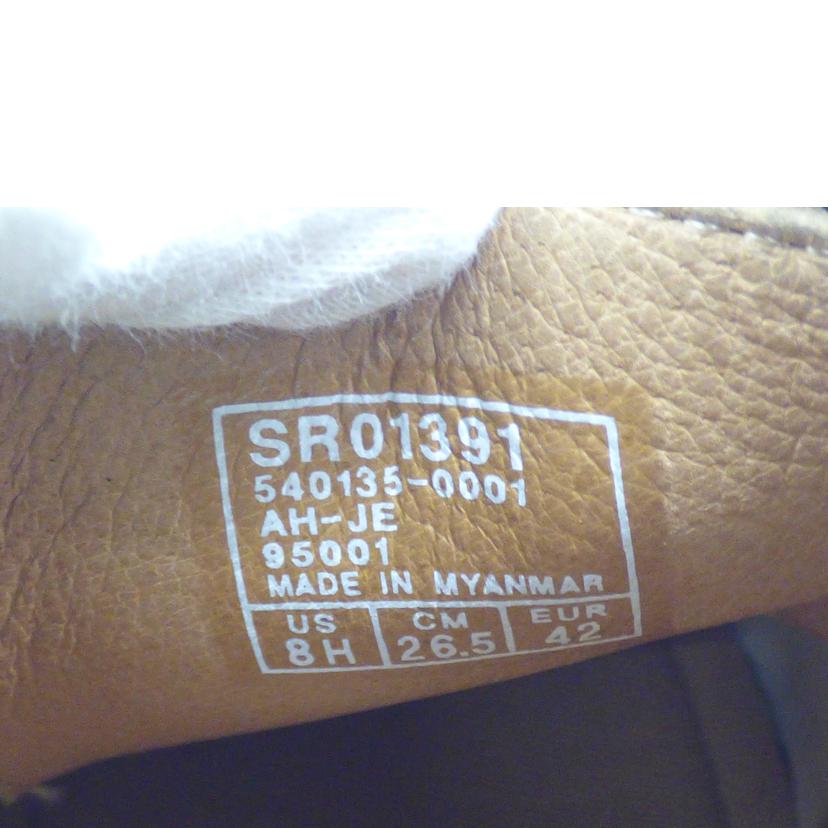 SR01391
540135-0001
AH-JE
95001
MADE IN MYANMAR
US CM EUR
8H 26.5 42